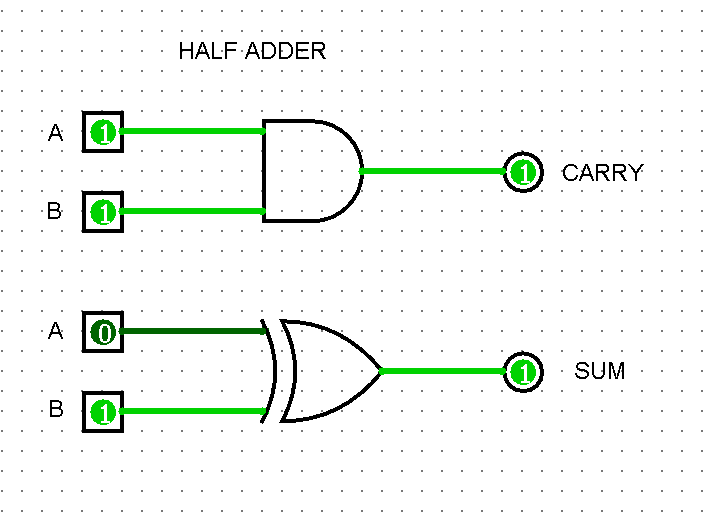 HALF ADDER
A 1
1 CARRY
B 1
A 0
1 SUM
B 1